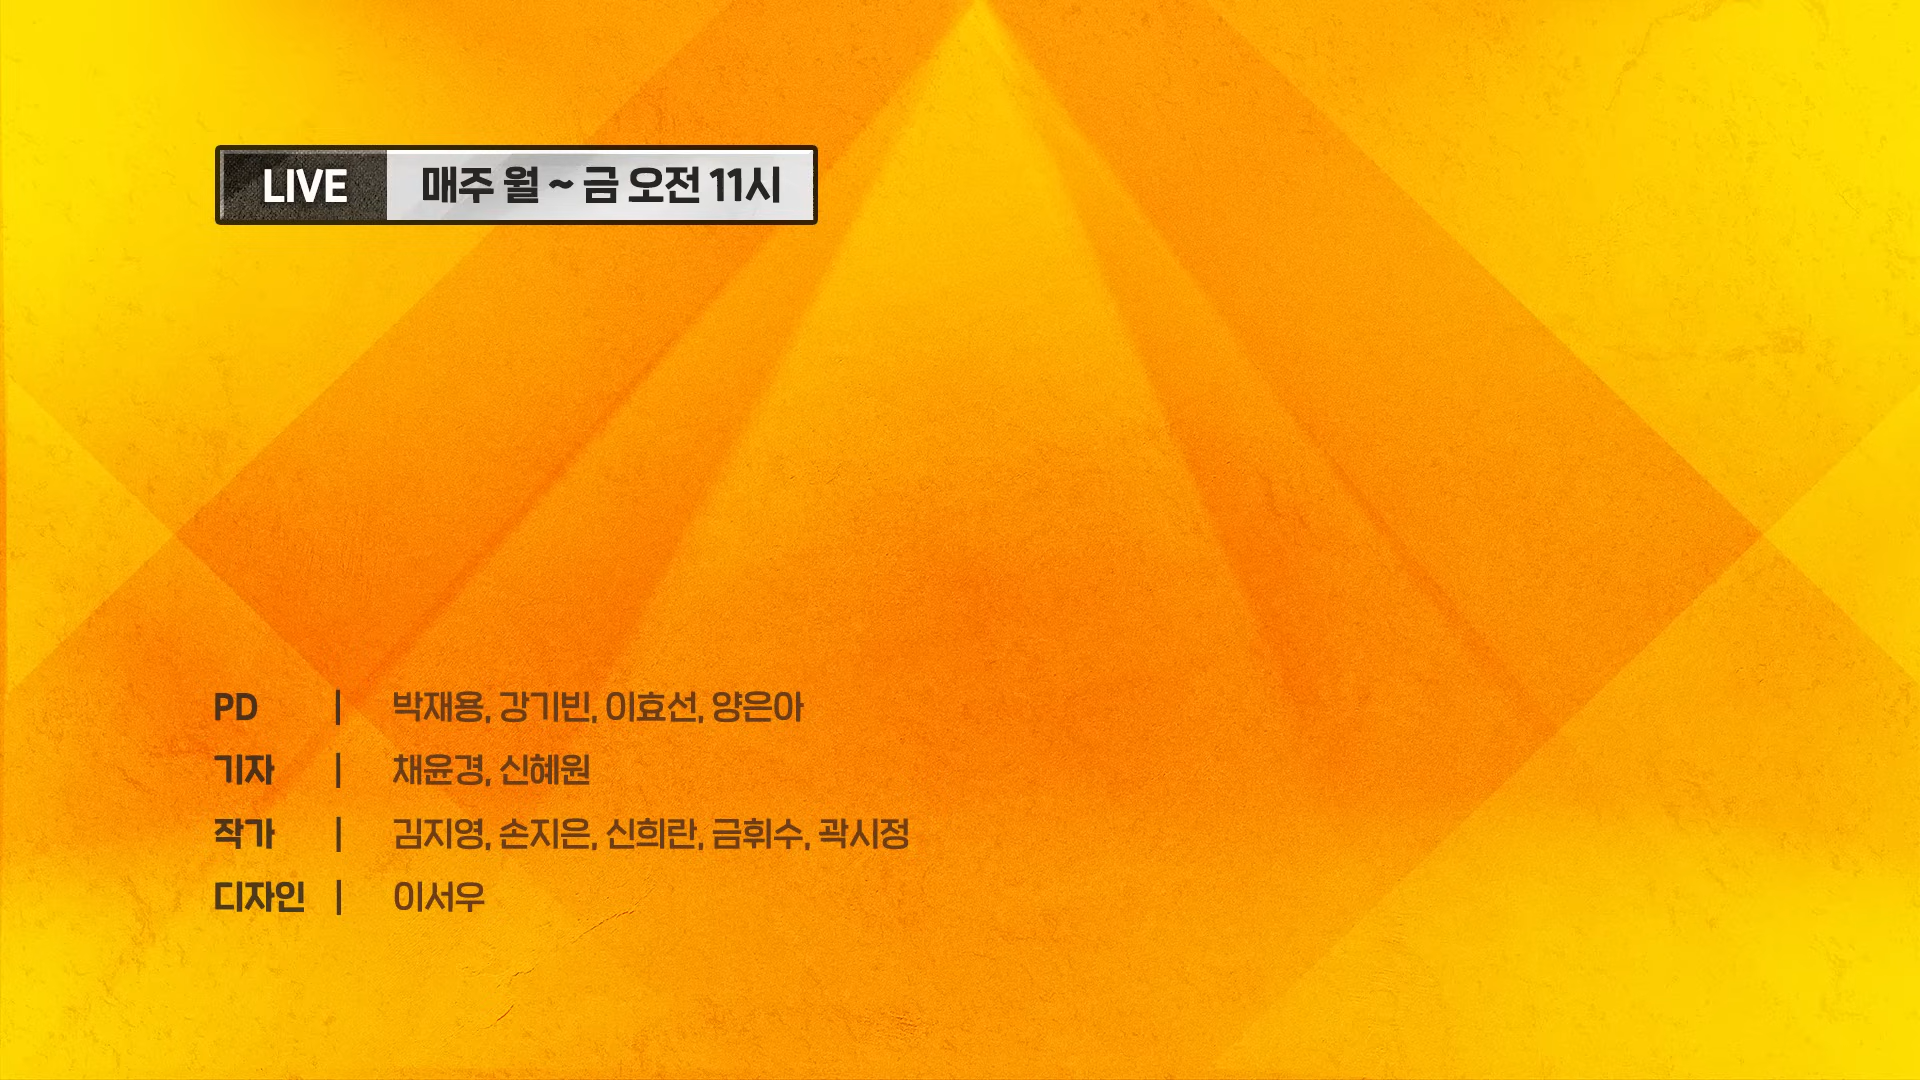 LIVE 매주 월 ~ 금 오전 11시
PD | 박재용, 강기빈, 이효선, 양은아
기자 | 채윤경, 신혜원
작가 | 김지영, 손지은, 신희란, 금휘수, 곽시정
디자인 | 이서우